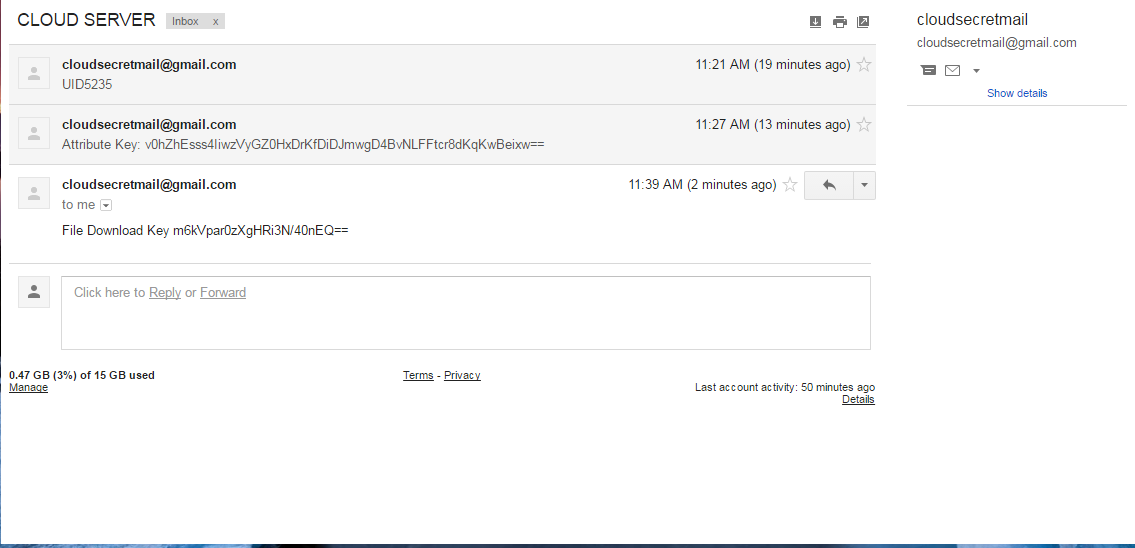 CLOUD SERVER Inbox x
cloudsecretmail@gmail.com 11:21 AM (19 minutes ago)
UID5235
cloudsecretmail@gmail.com 11:27 AM (13 minutes ago)
Attribute Key: v0hZhEsss4IiwzVyGZ0HxDrKfDiDJmwgD4BvNLFFtcr8dKqKwBeixw==
cloudsecretmail@gmail.com 11:39 AM (2 minutes ago)
to me
File Download Key m6kVpar0zXgHRi3N/40nEQ==
Click here to Reply or Forward
0.47 GB (3%) of 15 GB used
Manage
Terms - Privacy
Last account activity: 50 minutes ago
Details
cloudsecretmail
cloudsecretmail@gmail.com
Show details